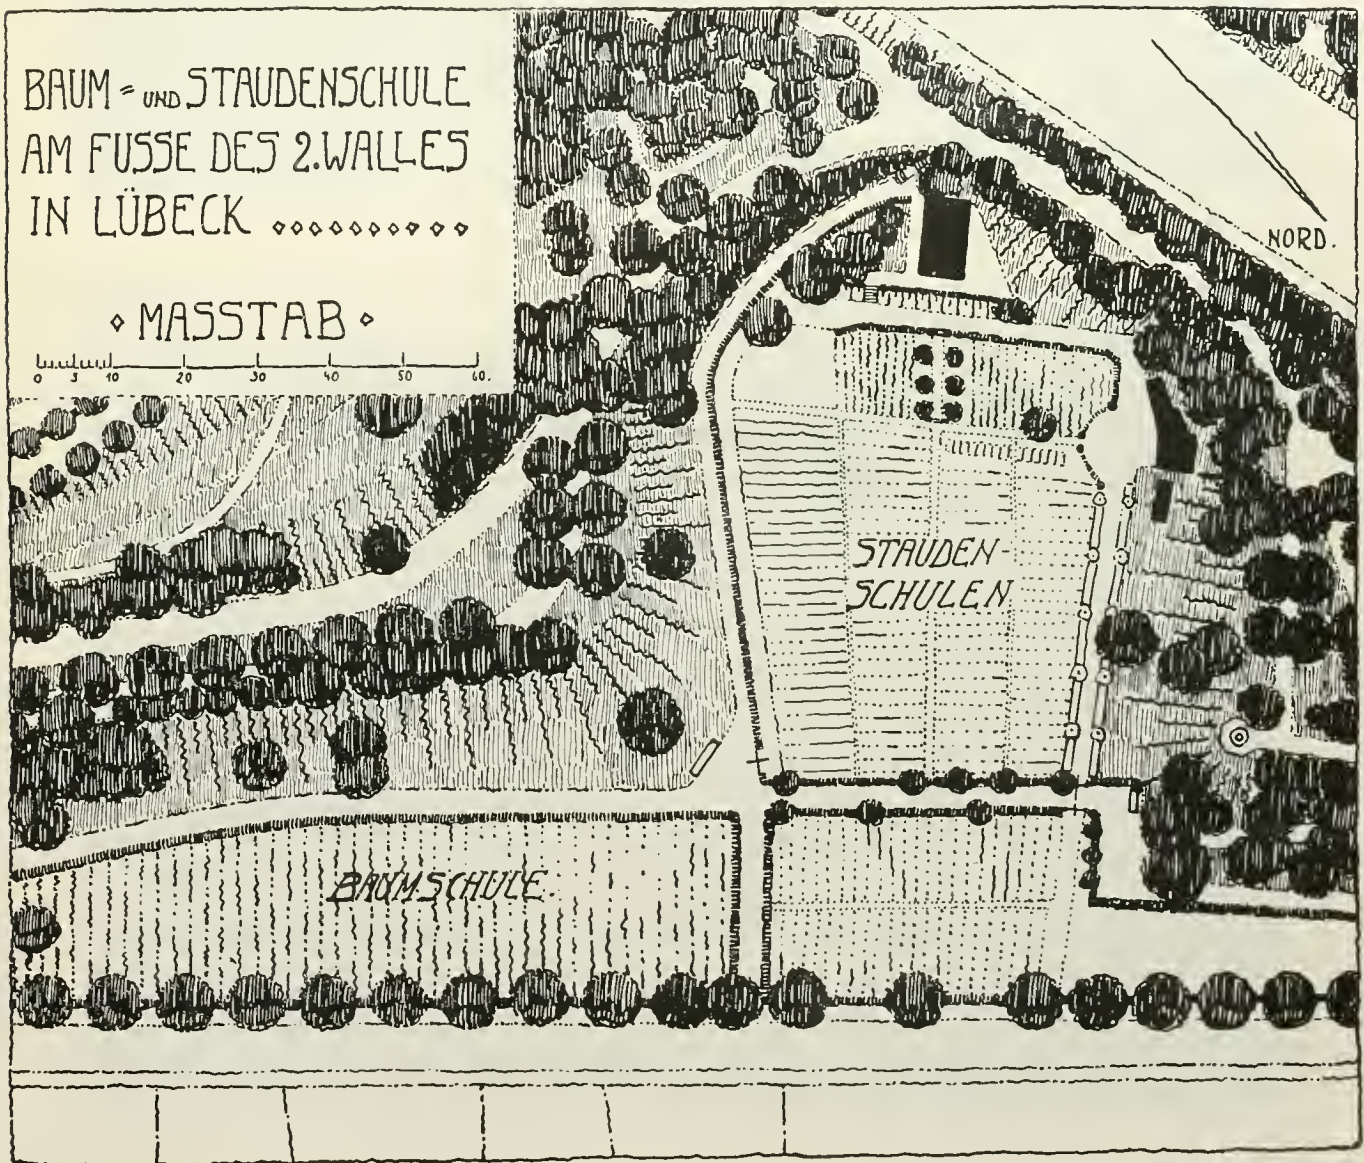 BAUM = UND STAUDENSCHULE
AM FUSSE DES 2. WALLES
IN LÜBECK
MASSTAB
0 5 10 20 30 40 50 60.
NORD.
STAUDEN-
SCHULEN
BAUMSCHULE